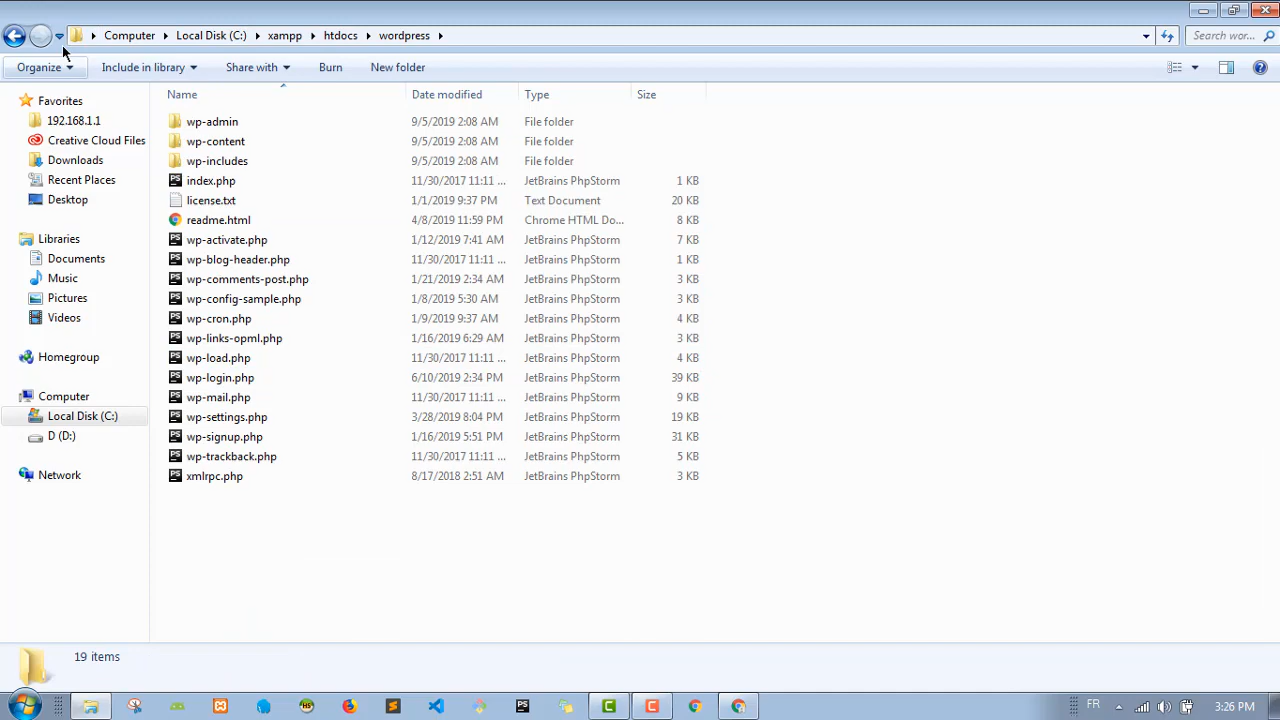 Computer Local Disk (C:) xampp htdocs wordpress Search wor...
Organize Include in library Share with Burn New folder
Favorites
192.168.1.1
Creative Cloud Files
Downloads
Recent Places
Desktop
Libraries
Documents
Music
Pictures
Videos
Homegroup
Computer
Local Disk (C:)
D (D:)
Network
Name Date modified Type Size
wp-admin 9/5/2019 2:08 AM File folder
wp-content 9/5/2019 2:08 AM File folder
wp-includes 9/5/2019 2:08 AM File folder
index.php 11/30/2017 11:11 ... JetBrains PhpStorm 1 KB
license.txt 1/1/2019 9:37 PM Text Document 20 KB
readme.html 4/8/2019 11:59 PM Chrome HTML Do... 8 KB
wp-activate.php 1/12/2019 7:41 AM JetBrains PhpStorm 7 KB
wp-blog-header.php 11/30/2017 11:11 ... JetBrains PhpStorm 1 KB
wp-comments-post.php 1/21/2019 2:34 AM JetBrains PhpStorm 3 KB
wp-config-sample.php 1/8/2019 5:30 AM JetBrains PhpStorm 3 KB
wp-cron.php 1/9/2019 9:37 AM JetBrains PhpStorm 4 KB
wp-links-opml.php 1/16/2019 6:29 AM JetBrains PhpStorm 3 KB
wp-load.php 11/30/2017 11:11 ... JetBrains PhpStorm 4 KB
wp-login.php 6/10/2019 2:34 PM JetBrains PhpStorm 39 KB
wp-mail.php 11/30/2017 11:11 ... JetBrains PhpStorm 9 KB
wp-settings.php 3/28/2019 8:04 PM JetBrains PhpStorm 19 KB
wp-signup.php 1/16/2019 5:51 PM JetBrains PhpStorm 31 KB
wp-trackback.php 11/30/2017 11:11 ... JetBrains PhpStorm 5 KB
xmlrpc.php 8/17/2018 2:51 AM JetBrains PhpStorm 3 KB
19 items
FR 3:26 PM